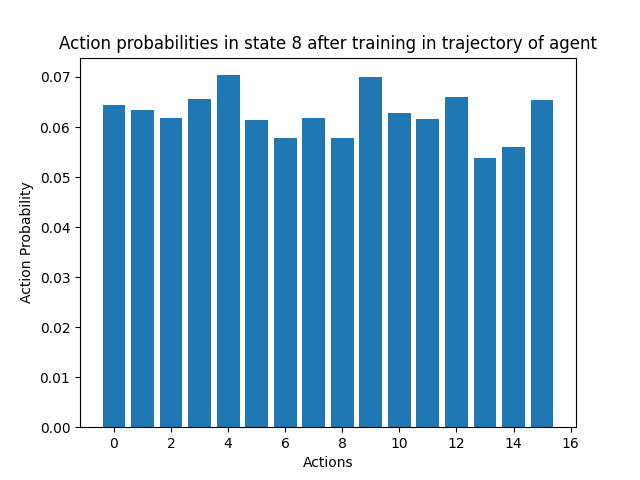 Action probabilities in state 8 after training in trajectory of agent
0.07
0.06
0.05
0.04
0.03
0.02
0.01
0.00
Action Probability
0 2 4 6 8 10 12 14 16
Actions